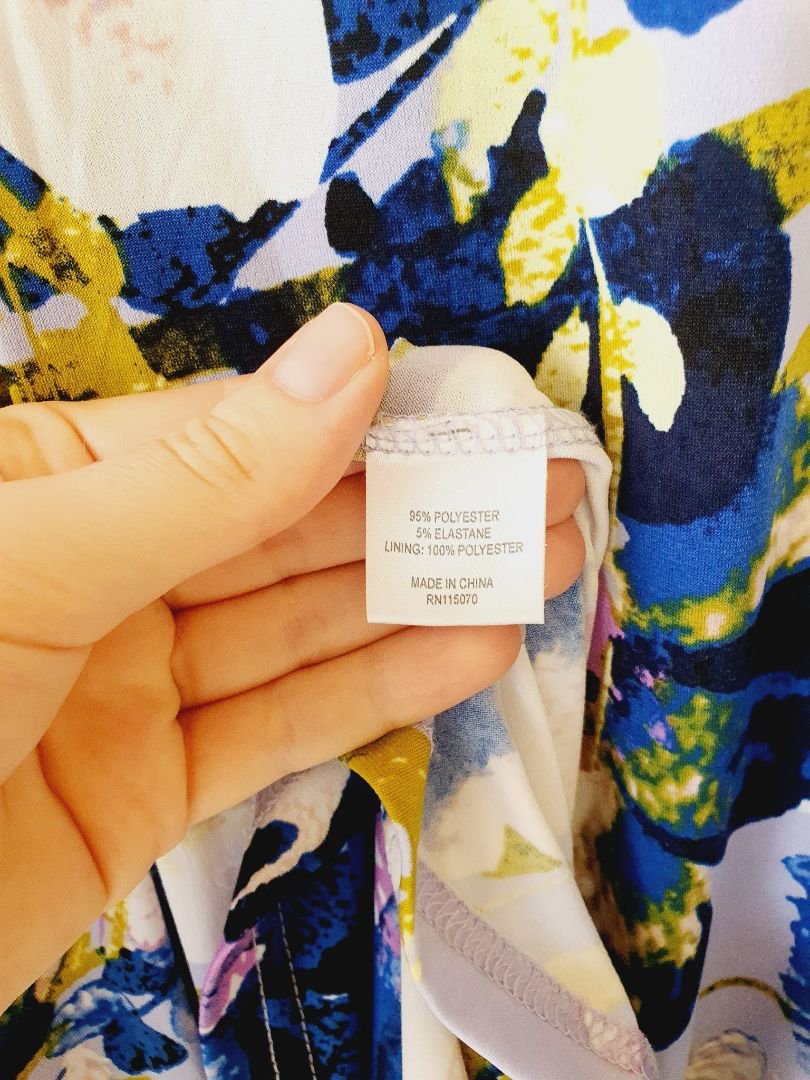 95% POLYESTER
5% ELASTANE
LINING: 100% POLYESTER
MADE IN CHINA
RN115070